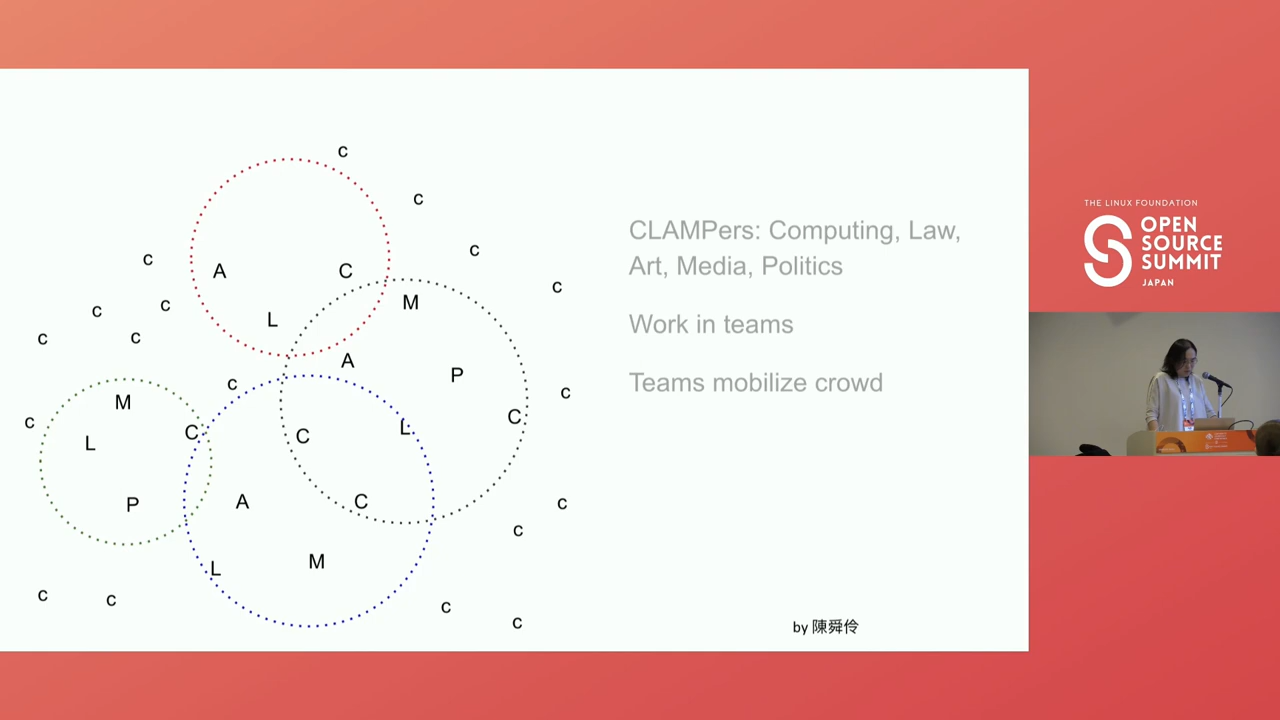 c
c
c
c
A
C
c
M
c
c
L
c
c
A
P
c
c
M
C
c
C
C
L
L
A
C
P
c
c
L
M
c
c
c
c
CLAMPers: Computing, Law,
Art, Media, Politics
Work in teams
Teams mobilize crowd
by 陳舜伶
THE LINUX FOUNDATION
OPEN
SOURCE
SUMMIT
JAPAN